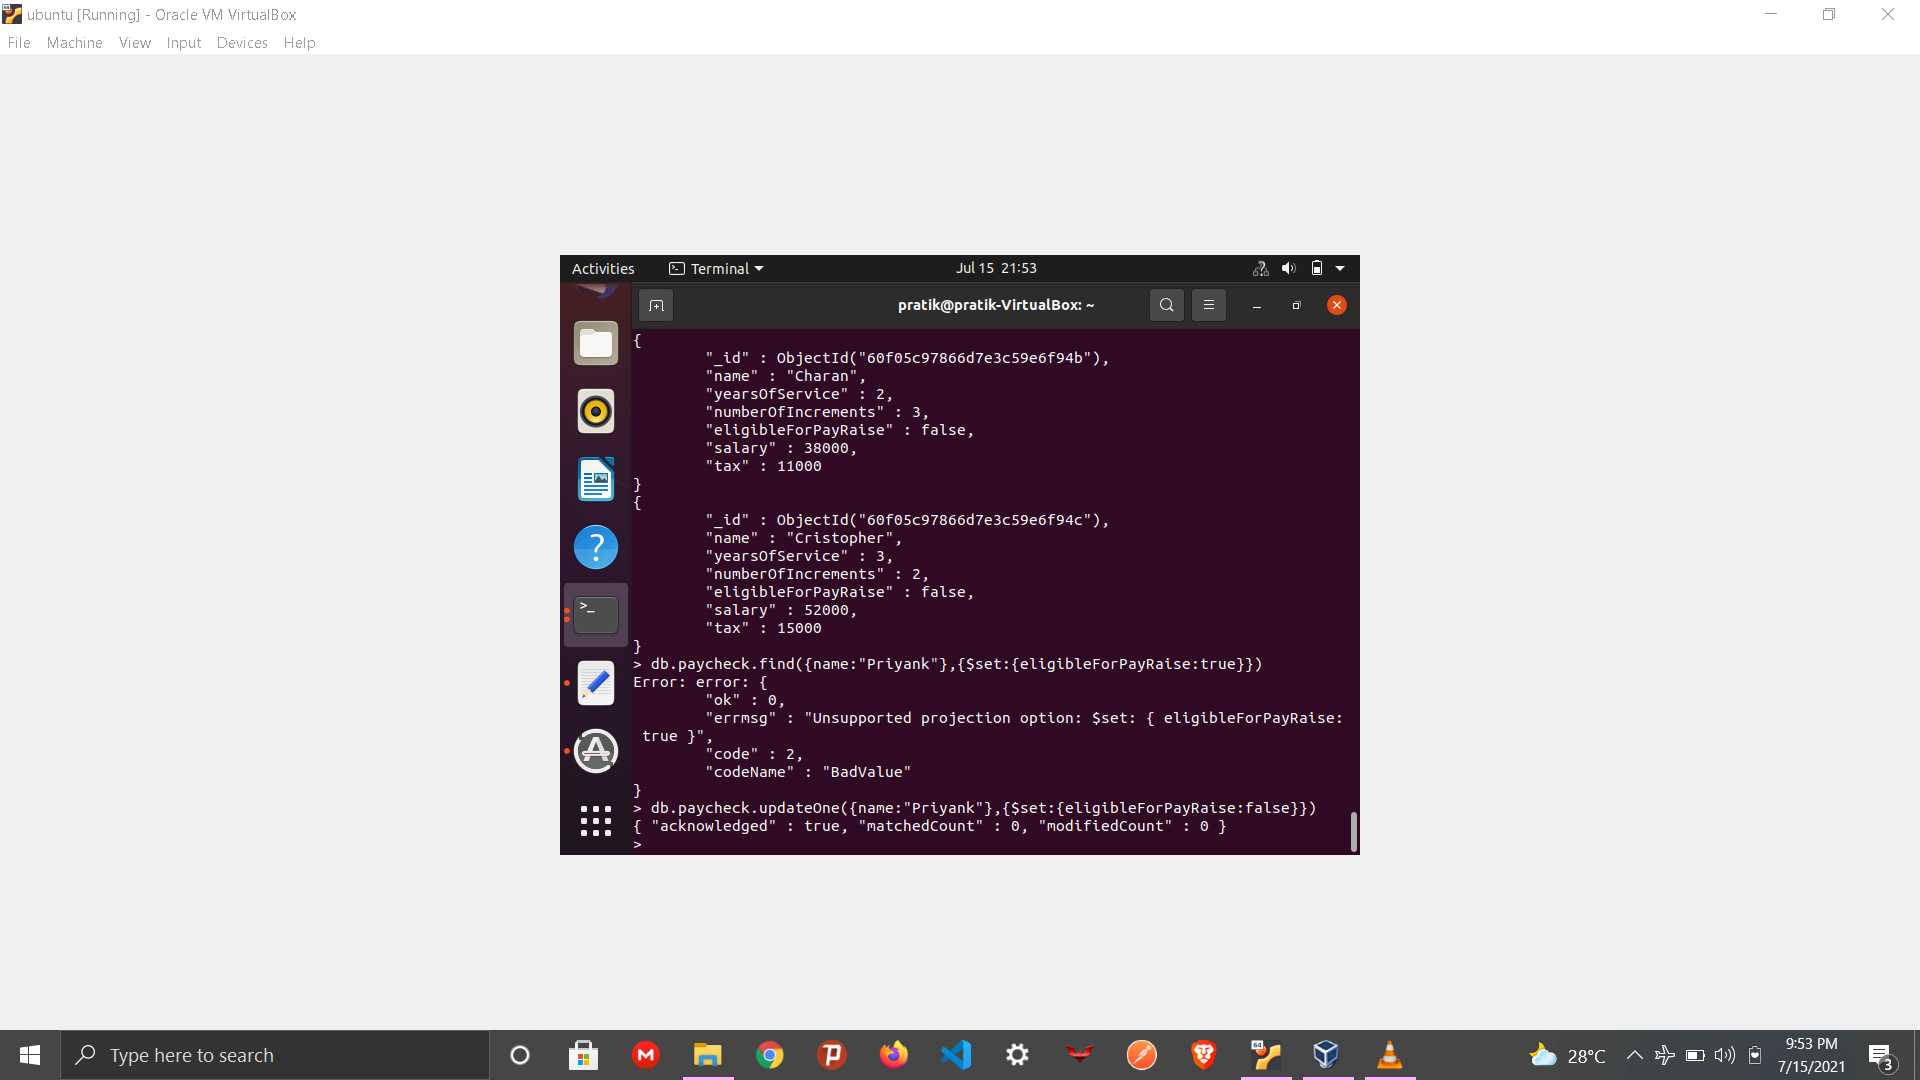 ubuntu [Running] - Oracle VM VirtualBox
File Machine View Input Devices Help
Activities Terminal Jul 15 21:53
pratik@pratik-VirtualBox: ~
{
"_id" : ObjectId("60f05c97866d7e3c59e6f94b"),
"name" : "Charan",
"yearsOfService" : 2,
"numberOfIncrements" : 3,
"eligibleForPayRaise" : false,
"salary" : 38000,
"tax" : 11000
}
{
"_id" : ObjectId("60f05c97866d7e3c59e6f94c"),
"name" : "Cristopher",
"yearsOfService" : 3,
"numberOfIncrements" : 2,
"eligibleForPayRaise" : false,
"salary" : 52000,
"tax" : 15000
}
> db.paycheck.find({name:"Priyank"},{$set:{eligibleForPayRaise:true}})
Error: error: {
"ok" : 0,
"errmsg" : "Unsupported projection option: $set: { eligibleForPayRaise:
true }",
"code" : 2,
"codeName" : "BadValue"
}
> db.paycheck.updateOne({name:"Priyank"},{$set:{eligibleForPayRaise:false}})
{ "acknowledged" : true, "matchedCount" : 0, "modifiedCount" : 0 }
>
Type here to search
28°C
9:53 PM
7/15/2021
3